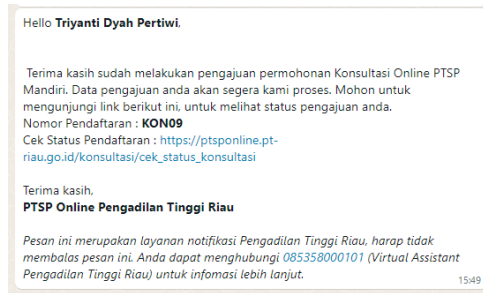 Hello Triyanti Dyah Pertiwi,
Terima kasih sudah melakukan pengajuan permohonan Konsultasi Online PTSP
Mandiri. Data pengajuan anda akan segera kami proses. Mohon untuk
mengunjungi link berikut ini, untuk melihat status pengajuan anda.
Nomor Pendaftaran : KON09
Cek Status Pendaftaran : https://ptsponline.pt-
riau.go.id/konsultasi/cek_status_konsultasi
Terima kasih,
PTSP Online Pengadilan Tinggi Riau
Pesan ini merupakan layanan notifikasi Pengadilan Tinggi Riau, harap tidak
membalas pesan ini. Anda dapat menghubungi 085358000101 (Virtual Assistant
Pengadilan Tinggi Riau) untuk infomasi lebih lanjut.
15:49